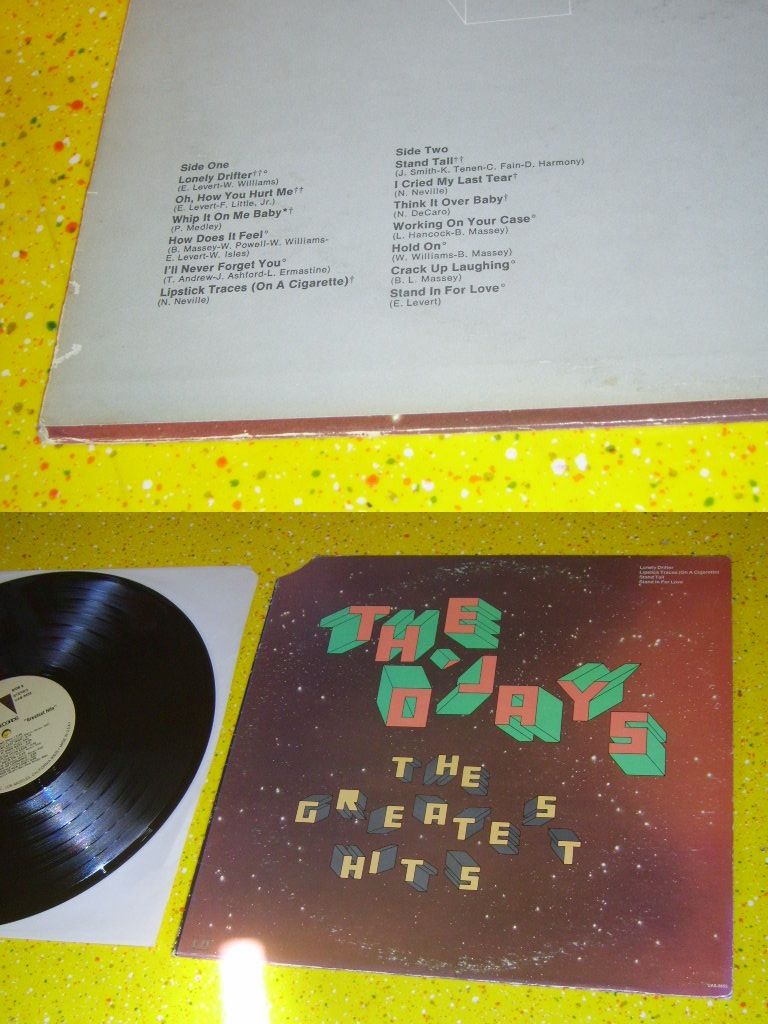 Side One
Lonely Drifter††°
(E. Levert-W. Williams)
Oh, How You Hurt Me††
(E. Levert-F. Little, Jr.)
Whip It On Me Baby*†
(P. Medley)
How Does It Feel°
(B. Massey-W. Powell-W. Williams-
E. Levert-W. Isles)
I'll Never Forget You°
(T. Andrew-J. Ashford-L. Ermastine)
Lipstick Traces (On A Cigarette)†
(N. Neville)
Side Two
Stand Tall††
(J. Smith-K. Tenen-C. Fain-D. Harmony)
I Cried My Last Tear†
(N. Neville)
Think It Over Baby†
(N. DeCaro)
Working On Your Case°
(L. Hancock-B. Massey)
Hold On°
(W. Williams-B. Massey)
Crack Up Laughing°
(B. L. Massey)
Stand In For Love°
(E. Levert)
Lonely Drifter
Lipstick Traces (On A Cigarette)
Stand Tall
Stand In For Love
THE
O'JAYS
THE
GREATEST
HITS
"Greatest Hits"